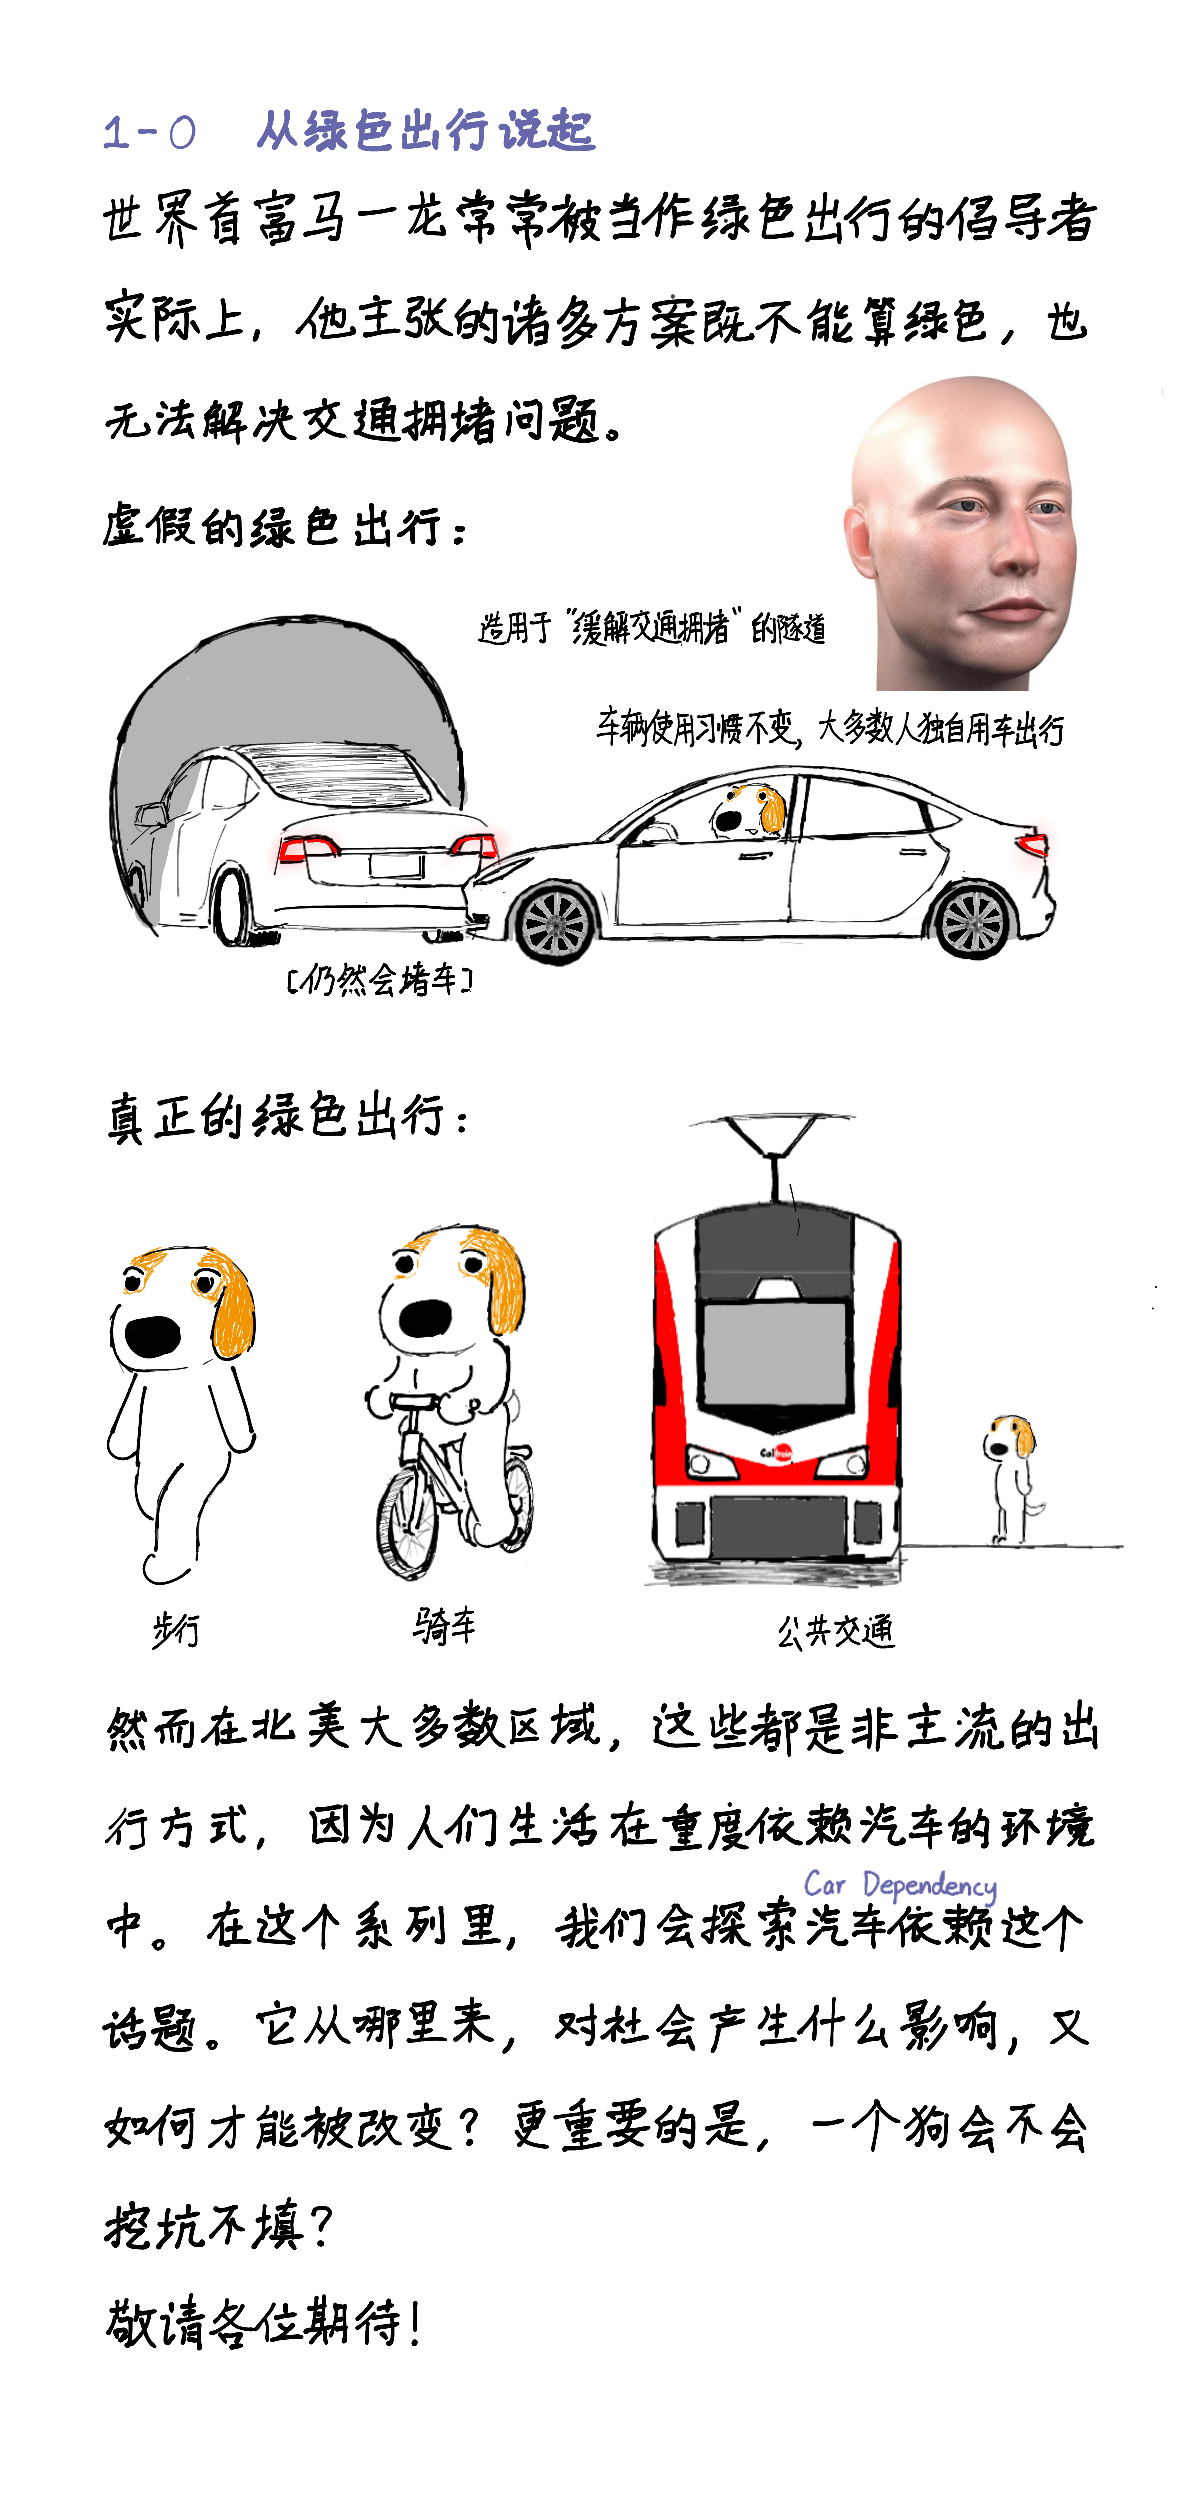 1-0 从绿色出行说起
世界首富马一龙常常被当作绿色出行的倡导者
实际上，他主张的诸多方案既不能算绿色，也
无法解决交通拥堵问题。
虚假的绿色出行：
造用于“缓解交通拥堵”的隧道
车辆使用习惯不变，大多数人独自用车出行
[仍然会堵车]
真正的绿色出行：
Caltrain
步行
骑车
公共交通
然而在北美大多数区域，这些都是非主流的出
行方式，因为人们生活在重度依赖汽车的环境
Car Dependency
中。在这个系列里，我们会探索汽车依赖这个
话题。它从哪里来，对社会产生什么影响，又
如何才能被改变？更重要的是，一个狗会不会
挖坑不填？
敬请各位期待！